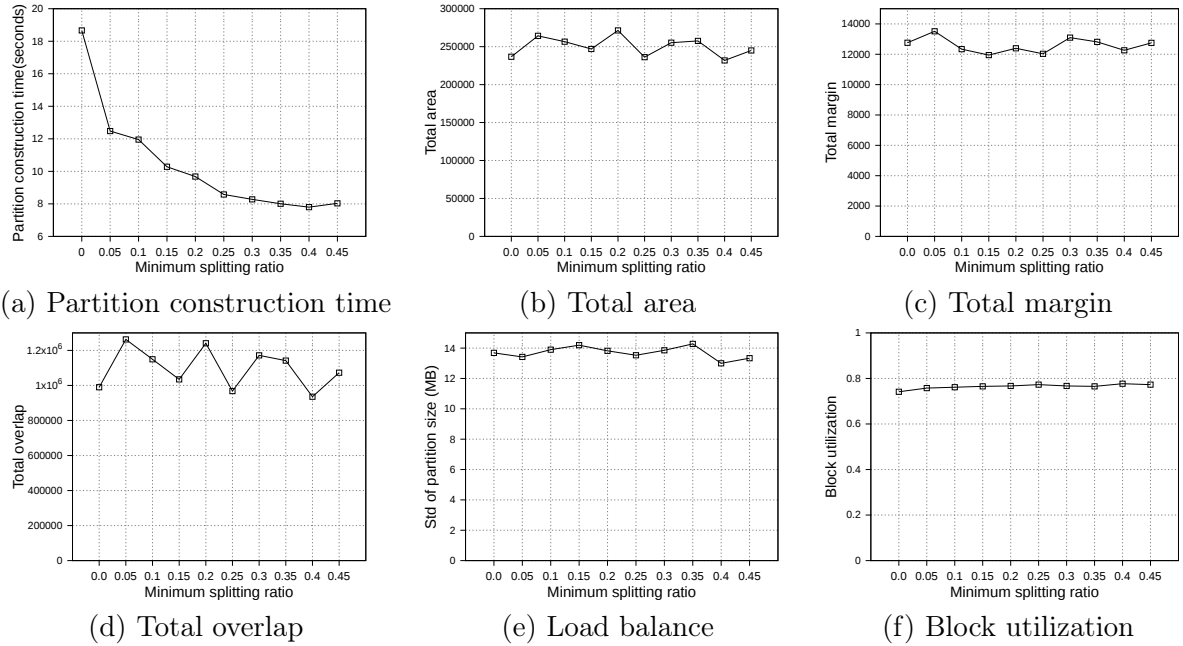 Partition construction time(seconds)
20
18
16
14
12
10
8
6
0 0.05 0.1 0.15 0.2 0.25 0.3 0.35 0.4 0.45
Minimum splitting ratio
(a) Partition construction time
Total area
300000
250000
200000
150000
100000
50000
0
0.0 0.05 0.1 0.15 0.2 0.25 0.3 0.35 0.4 0.45
Minimum splitting ratio
(b) Total area
Total margin
14000
12000
10000
8000
6000
4000
2000
0
0.0 0.05 0.1 0.15 0.2 0.25 0.3 0.35 0.4 0.45
Minimum splitting ratio
(c) Total margin
Total overlap
1.2x10⁶
1x10⁶
800000
600000
400000
200000
0
0.0 0.05 0.1 0.15 0.2 0.25 0.3 0.35 0.4 0.45
Minimum splitting ratio
(d) Total overlap
Std of partition size (MB)
16
14
12
10
8
6
4
2
0
0.0 0.05 0.1 0.15 0.2 0.25 0.3 0.35 0.4 0.45
Minimum splitting ratio
(e) Load balance
Block utilization
1
0.8
0.6
0.4
0.2
0
0.0 0.05 0.1 0.15 0.2 0.25 0.3 0.35 0.4 0.45
Minimum splitting ratio
(f) Block utilization